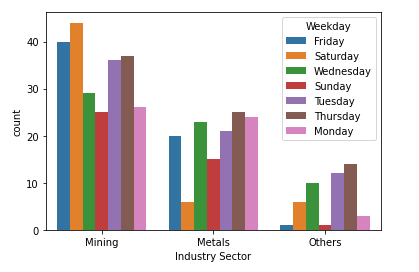 Weekday
Friday
Saturday
Wednesday
Sunday
Tuesday
Thursday
Monday
40
30
20
10
0
count
Mining Metals Others
Industry Sector